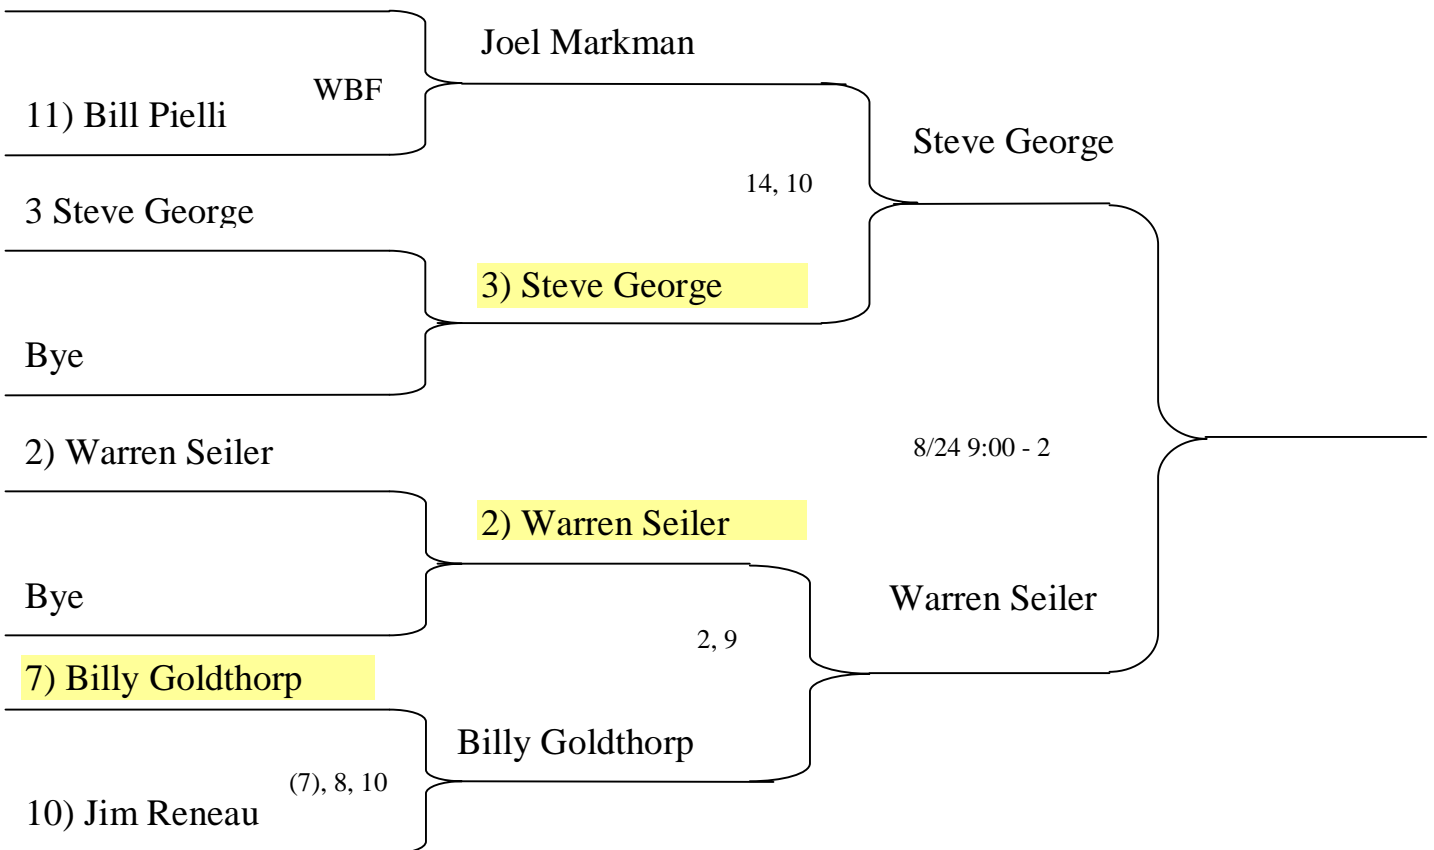 Joel Markman
WBF
11) Bill Pielli
Steve George
14, 10
3 Steve George
3) Steve George
Bye
2) Warren Seiler
8/24 9:00 - 2
2) Warren Seiler
Bye
Warren Seiler
2, 9
7) Billy Goldthorp
Billy Goldthorp
(7), 8, 10
10) Jim Reneau